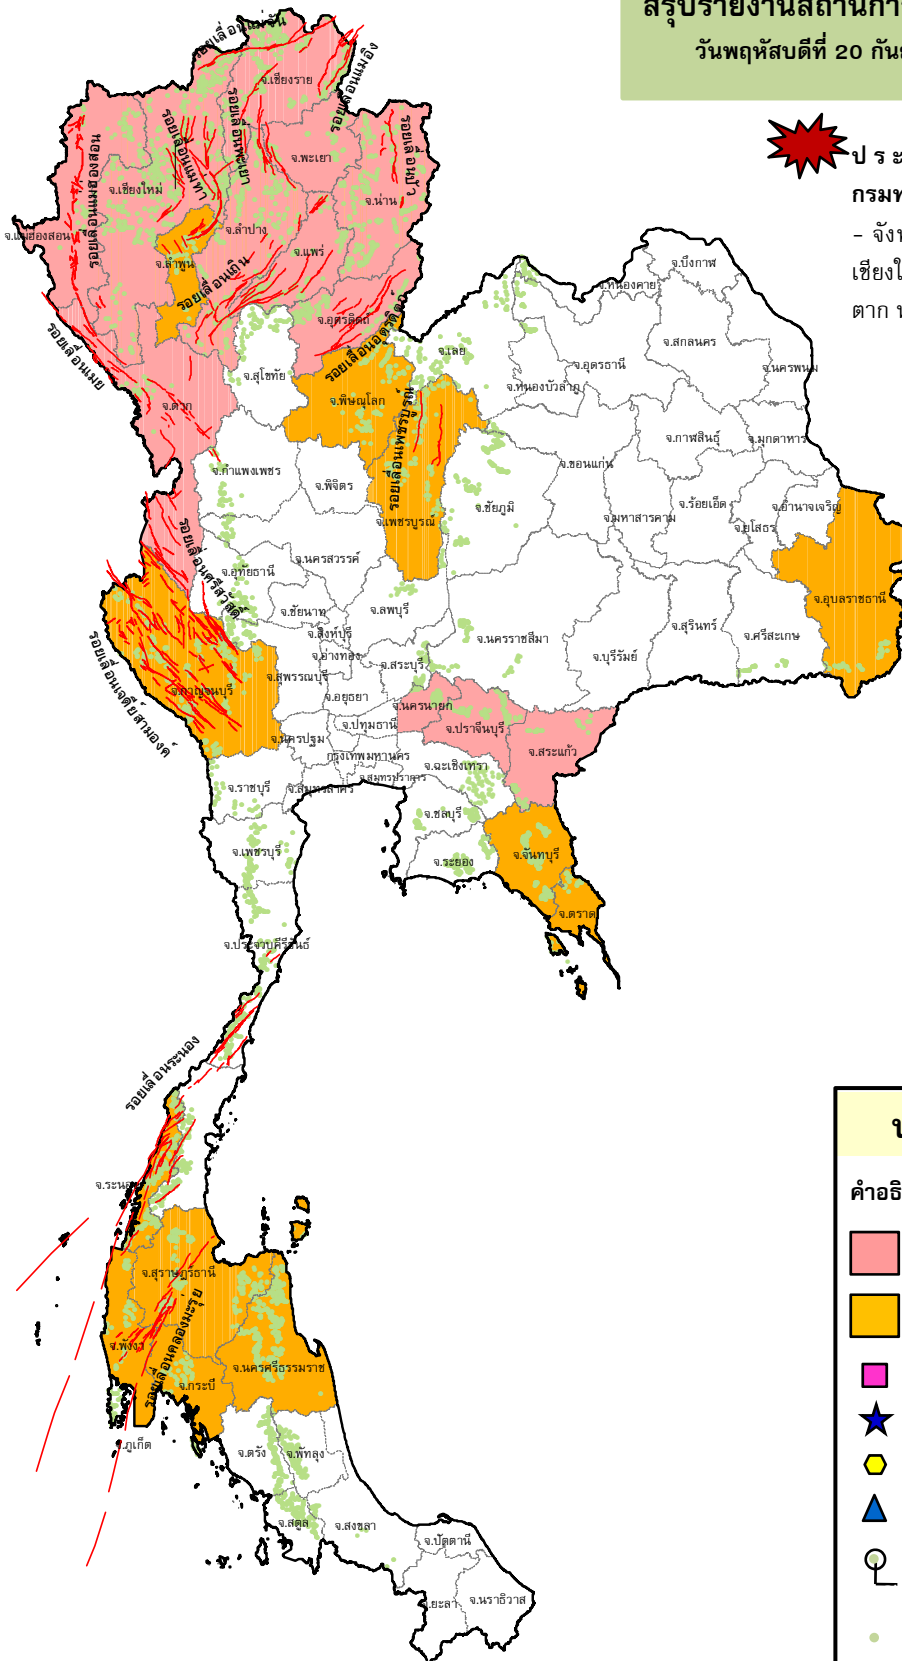 สรุปรายงานสถานกา
วันพฤหัสบดีที่ 20 กัน
ป ร ะ
กรมท
- จังห
เชียงให
ตาก น
รอยเลื่อนแม่จัน
รอยเลื่อนแม่อิง
จ.เชียงราย
รอยเลื่อนพะเยา
รอยเลื่อนแม่ทา
รอยเลื่อนปัว
รอยเลื่อนแม่ฮ่องสอน
จ.พะเยา
จ.เชียงใหม่
จ.น่าน
จ.แม่ฮ่องสอน
จ.ลำปาง
จ.แพร่
จ.ลำพูน
รอยเลื่อนเถิน
จ.บึงกาฬ
จ.หนองคาย
จ.อุตรดิตถ์
รอยเลื่อนอุตรดิตถ์
รอยเลื่อนเมย
จ.เลย
จ.สกลนคร
จ.อุดรธานี
จ.นครพนม
จ.สุโขทัย
จ.หนองบัวลำภู
จ.ตาก
จ.พิษณุโลก
รอยเลื่อนเพชรบูรณ์
จ.กาฬสินธุ์
จ.มุกดาหาร
จ.กำแพงเพชร
จ.ขอนแก่น
จ.พิจิตร
จ.ชัยภูมิ
จ.ร้อยเอ็ด
จ.อำนาจเจริญ
จ.เพชรบูรณ์
จ.มหาสารคาม
จ.ยโสธร
รอยเลื่อนศรีสวัสดิ์
จ.นครสวรรค์
จ.อุทัยธานี
จ.อุบลราชธานี
จ.ชัยนาท
จ.ลพบุรี
จ.สุรินทร์
จ.สิงห์บุรี
จ.นครราชสีมา
จ.ศรีสะเกษ
จ.บุรีรัมย์
จ.อ่างทอง
จ.สระบุรี
จ.สุพรรณบุรี
รอยเลื่อนเจดีย์สามองค์
จ.กาญจนบุรี
จ.อยุธยา
จ.นครนายก
จ.ปทุมธานี
จ.ปราจีนบุรี
จ.นครปฐม
จ.สระแก้ว
กรุงเทพมหานคร
จ.ฉะเชิงเทรา
จ.สมุทรปราการ
จ.ราชบุรี
จ.สมุทรสาคร
จ.ชลบุรี
จ.เพชรบุรี
จ.ระยอง
จ.จันทบุรี
จ.ตราด
จ.ประจวบคีรีขันธ์
รอยเลื่อนระนอง
คำอธิ
จ.สุราษฎร์ธานี
รอยเลื่อนคลองมะรุ่ย
จ.พังงา
จ.นครศรีธรรมราช
จ.กระบี่
จ.ภูเก็ต
จ.ตรัง
จ.พัทลุง
จ.สตูล
จ.สงขลา
จ.ปัตตานี
จ.ยะลา
จ.นราธิวาส